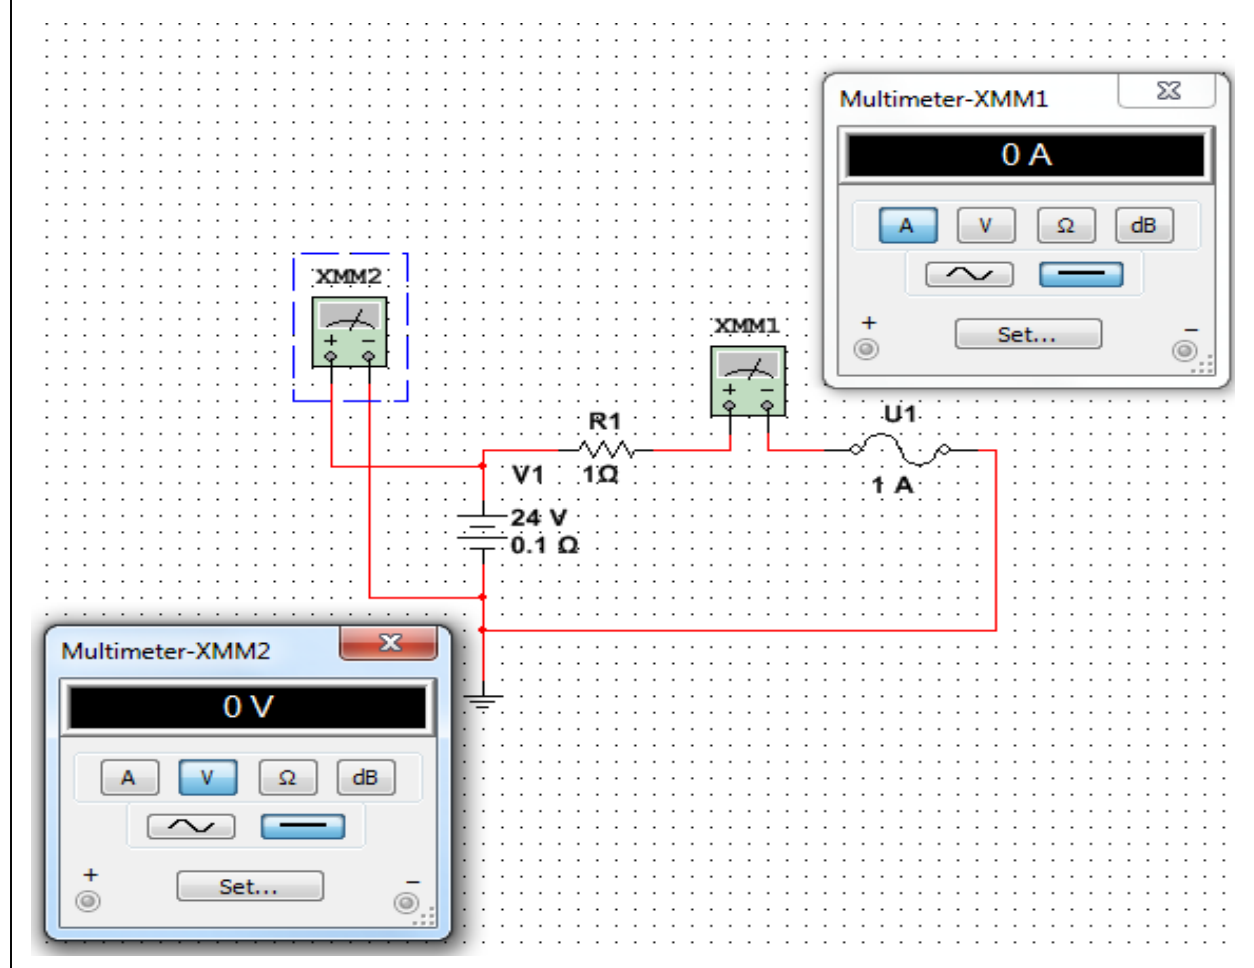 Multimeter-XMM1
0 A
A V Ω dB
+ −
Set...
XMM2
+ −
XMM1
+ −
R1
1Ω
U1
1 A
V1
24 V
0.1 Ω
Multimeter-XMM2
0 V
A V Ω dB
+ −
Set...